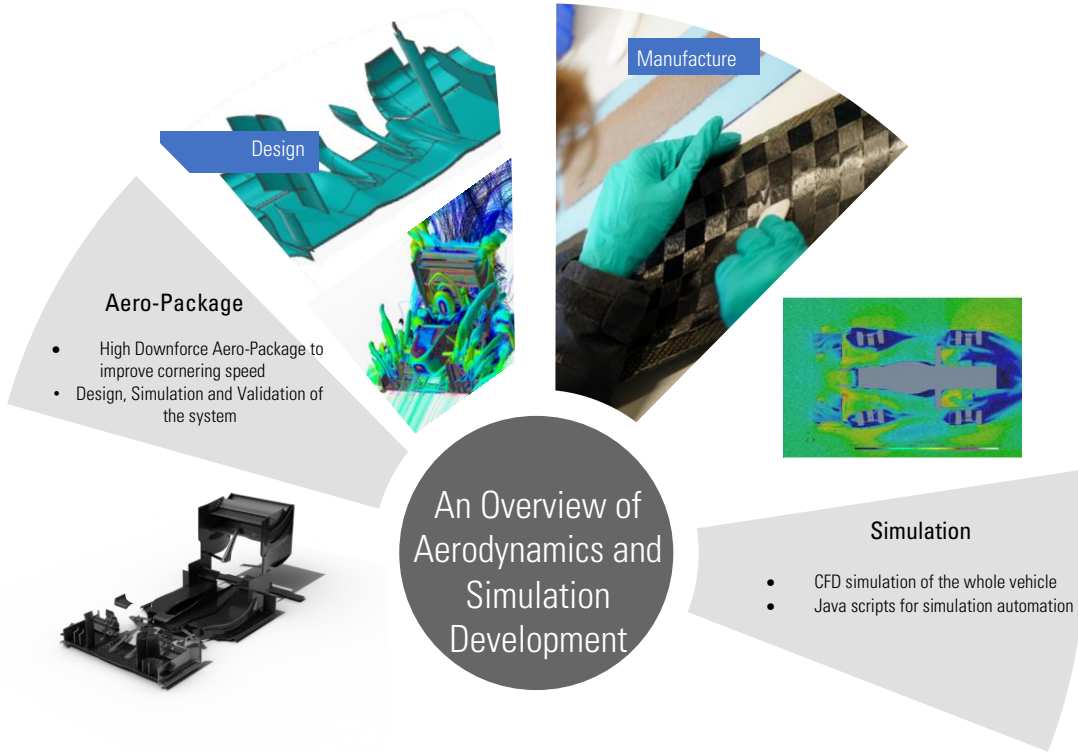 Design
Manufacture
Aero-Package
• High Downforce Aero-Package to
improve cornering speed
• Design, Simulation and Validation of
the system
An Overview of
Aerodynamics and
Simulation
Development
Simulation
• CFD simulation of the whole vehicle
• Java scripts for simulation automation